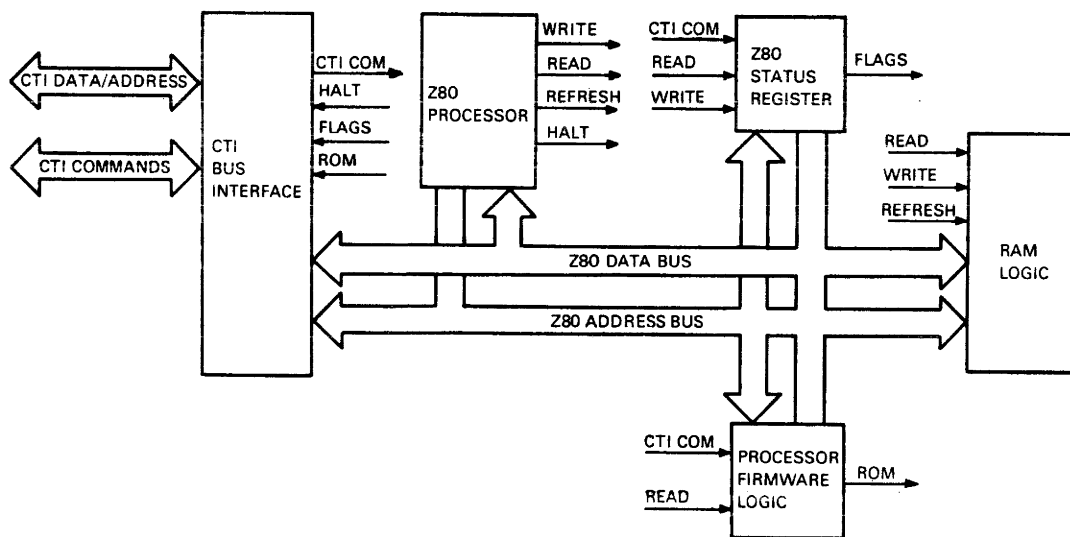 CTI DATA/ADDRESS
CTI COMMANDS
CTI
BUS
INTERFACE
CTI COM
HALT
FLAGS
ROM
Z80
PROCESSOR
WRITE
READ
REFRESH
HALT
CTI COM
READ
WRITE
Z80
STATUS
REGISTER
FLAGS
READ
WRITE
REFRESH
RAM
LOGIC
Z80 DATA BUS
Z80 ADDRESS BUS
CTI COM
READ
PROCESSOR
FIRMWARE
LOGIC
ROM